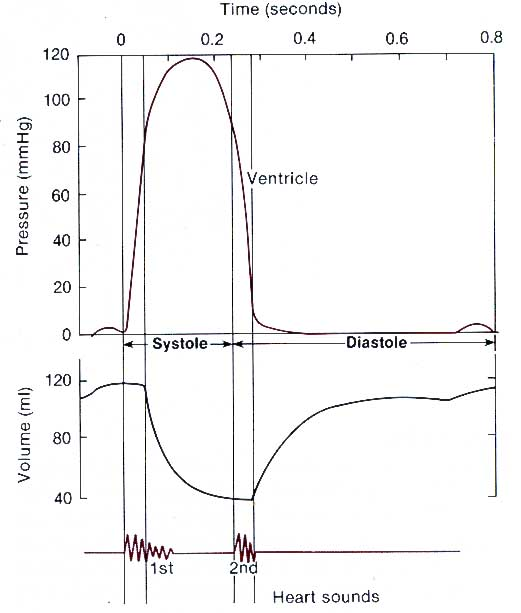 Time (seconds)
0 0.2 0.4 0.6 0.8
Pressure (mmHg)
120
100
80
60
40
20
0
Ventricle
Systole
Diastole
Volume (ml)
120
80
40
1st
2nd
Heart sounds